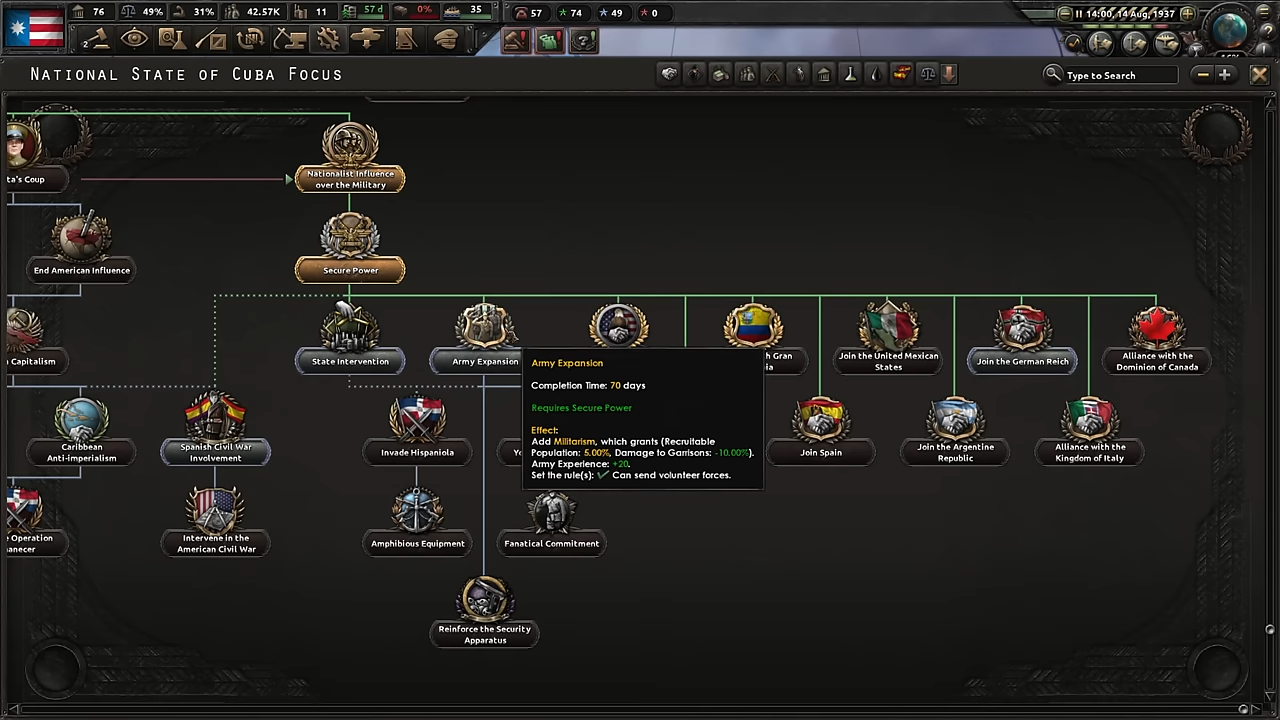 76 49% 31% 42.57K 11 57 d 0% 35 57 74 49 0
14:00, 14 Aug, 1937
NATIONAL STATE OF CUBA FOCUS
Type to Search
ta's Coup
Nationalist Influence
over the Military
End American Influence
Secure Power
Capitalism
State Intervention
Army Expansion
h Gran
ia
Join the United Mexican
States
Join the German Reich
Alliance with the
Dominion of Canada
Army Expansion
Completion Time: 70 days
Requires Secure Power
Effect:
Add Militarism, which grants (Recruitable
Population: 5.00%, Damage to Garrisons: -10.00%).
Army Experience: +20.
Set the rule(s): Can send volunteer forces.
Caribbean
Anti-imperialism
Spanish Civil War
Involvement
Invade Hispaniola
Yo
Join Spain
Join the Argentine
Republic
Alliance with the
Kingdom of Italy
e Operation
anecer
Intervene in the
American Civil War
Amphibious Equipment
Fanatical Commitment
Reinforce the Security
Apparatus